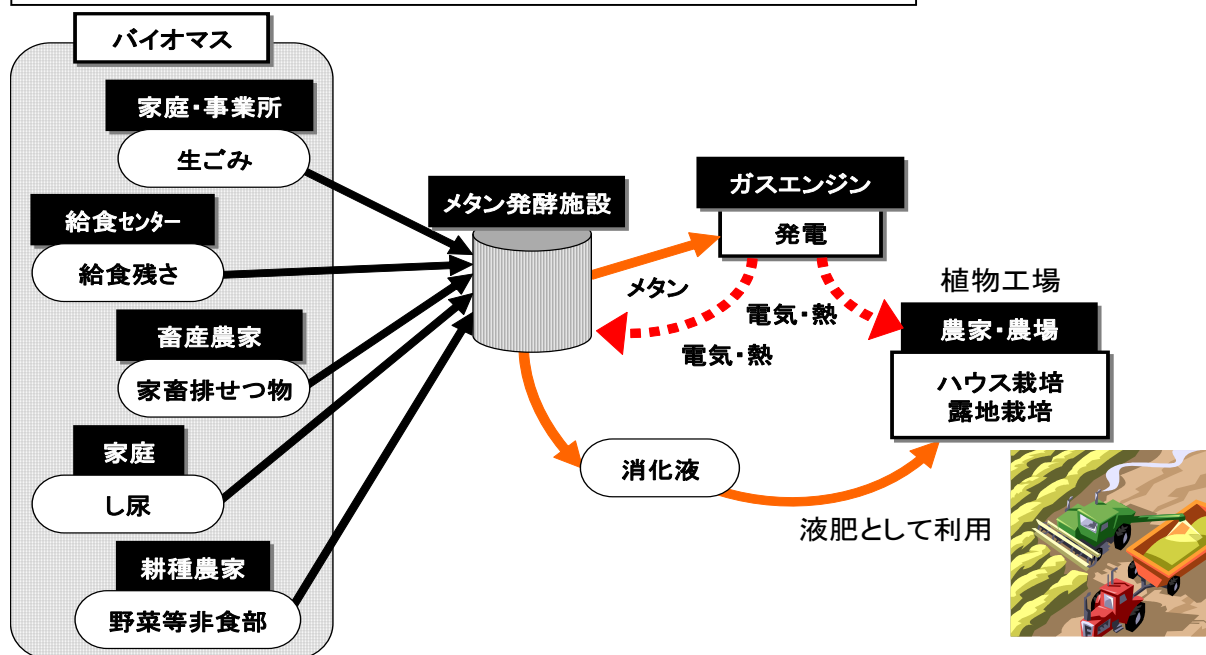 バイオマス
家庭・事業所
生ごみ
給食センター
給食残さ
畜産農家
家畜排せつ物
家庭
し尿
耕種農家
野菜等非食部
メタン発酵施設
メタン
ガスエンジン
発電
電気・熱
電気・熱
植物工場
農家・農場
ハウス栽培
露地栽培
消化液
液肥として利用